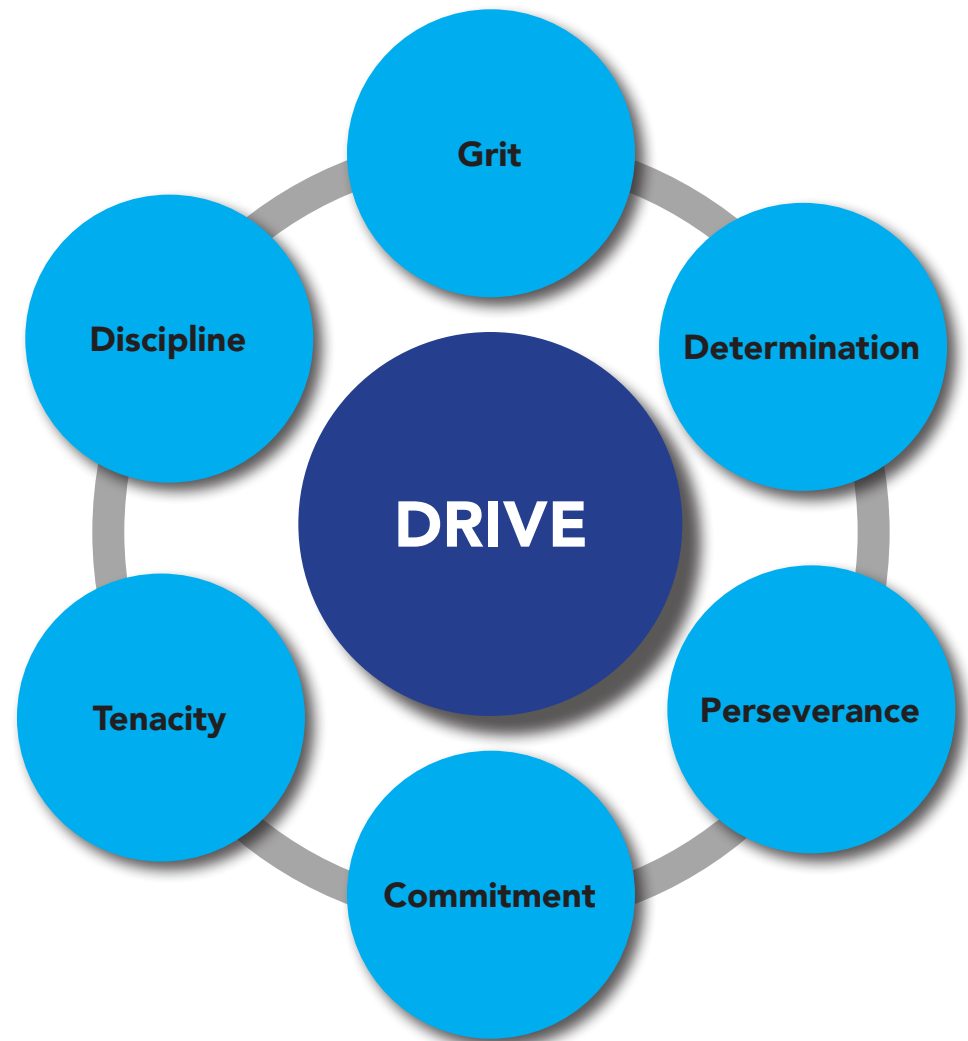 Grit
Determination
Perseverance
Commitment
Tenacity
Discipline
DRIVE